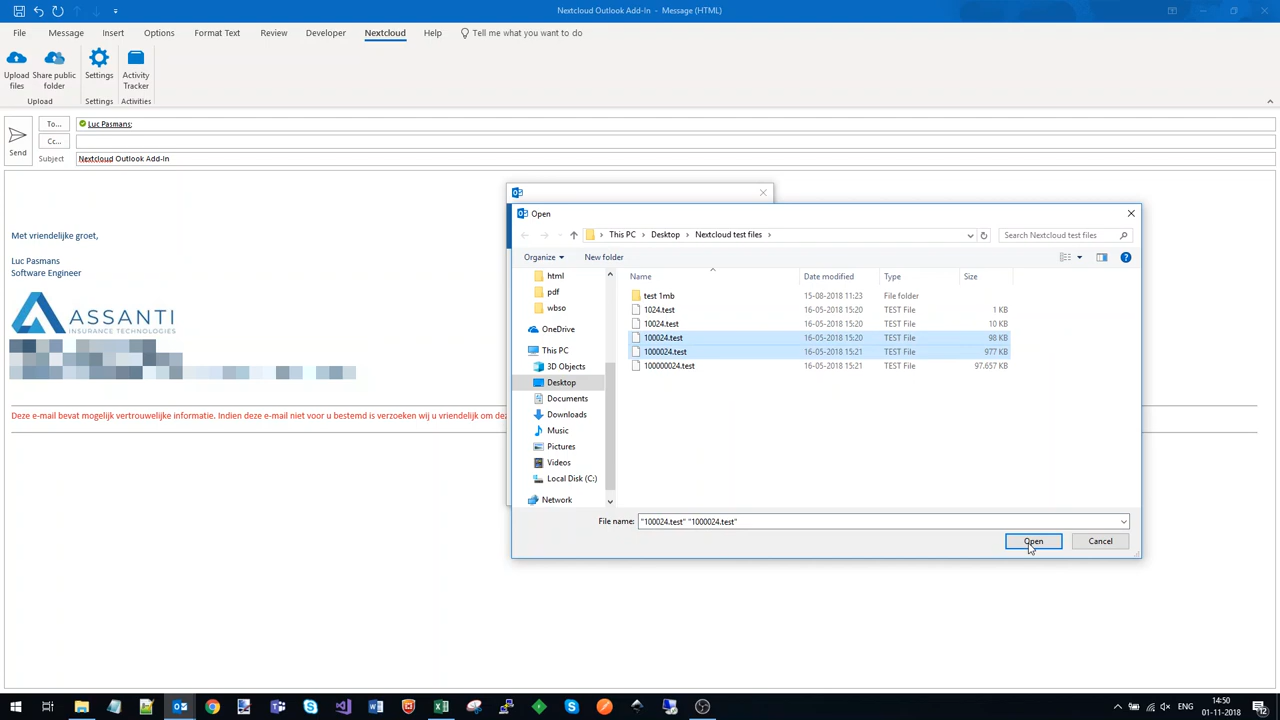 Nextcloud Outlook Add-In - Message (HTML)
File Message Insert Options Format Text Review Developer Nextcloud Help Tell me what you want to do
Upload files
Share public folder
Settings
Activity Tracker
Upload Settings Activities
Send
To... Luc Pasmans;
Cc...
Subject Nextcloud Outlook Add-In
Met vriendelijke groet,
Luc Pasmans
Software Engineer
ASSANTI
INSURANCE TECHNOLOGIES
Deze e-mail bevat mogelijk vertrouwelijke informatie. Indien deze e-mail niet voor u bestemd is verzoeken wij u vriendelijk om dez
Open
This PC > Desktop > Nextcloud test files >
Search Nextcloud test files
Organize New folder
html
pdf
wbso
OneDrive
This PC
3D Objects
Desktop
Documents
Downloads
Music
Pictures
Videos
Local Disk (C:)
Network
Name Date modified Type Size
test 1mb 15-08-2018 11:23 File folder
1024.test 16-05-2018 15:20 TEST File 1 KB
10024.test 16-05-2018 15:20 TEST File 10 KB
100024.test 16-05-2018 15:20 TEST File 98 KB
1000024.test 16-05-2018 15:21 TEST File 977 KB
100000024.test 16-05-2018 15:21 TEST File 97.657 KB
File name: "100024.test" "1000024.test"
Open Cancel
ENG
14:50
01-11-2018
12